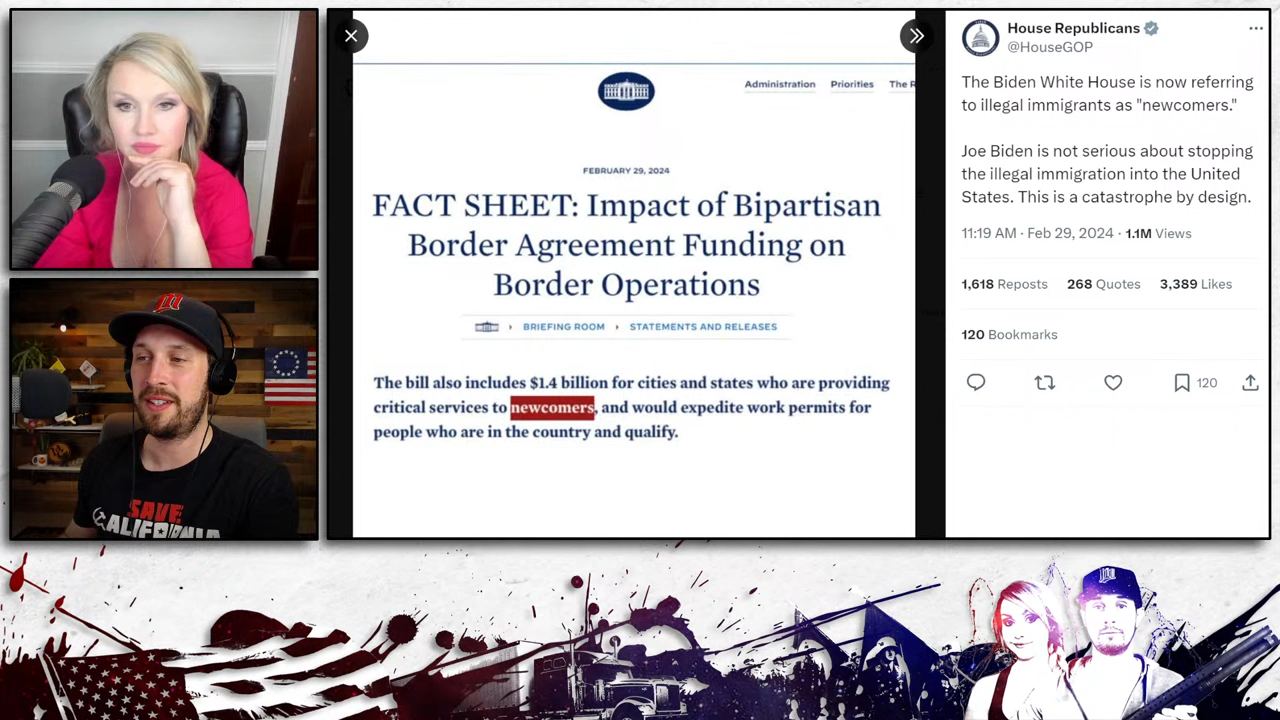 Administration
Priorities
The R
FEBRUARY 29, 2024
FACT SHEET: Impact of Bipartisan
Border Agreement Funding on
Border Operations
BRIEFING ROOM
STATEMENTS AND RELEASES
The bill also includes $1.4 billion for cities and states who are providing
critical services to newcomers, and would expedite work permits for
people who are in the country and qualify.
House Republicans
@HouseGOP
The Biden White House is now referring
to illegal immigrants as "newcomers."
Joe Biden is not serious about stopping
the illegal immigration into the United
States. This is a catastrophe by design.
11:19 AM · Feb 29, 2024 · 1.1M Views
1,618 Reposts 268 Quotes 3,389 Likes
120 Bookmarks
120
SAVE
CALIFORNIA